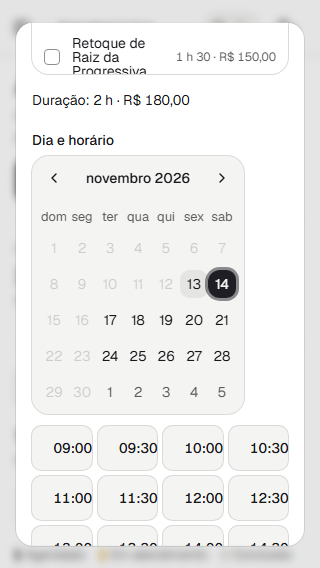 Retoque de
Raiz da
Progressiva
1 h 30 · R$ 150,00
Duração: 2 h · R$ 180,00
Dia e horário
novembro 2026
dom seg ter qua qui sex sab
1 2 3 4 5 6 7
8 9 10 11 12 13 14
15 16 17 18 19 20 21
22 23 24 25 26 27 28
29 30 1 2 3 4 5
09:00 09:30 10:00 10:30
11:00 11:30 12:00 12:30